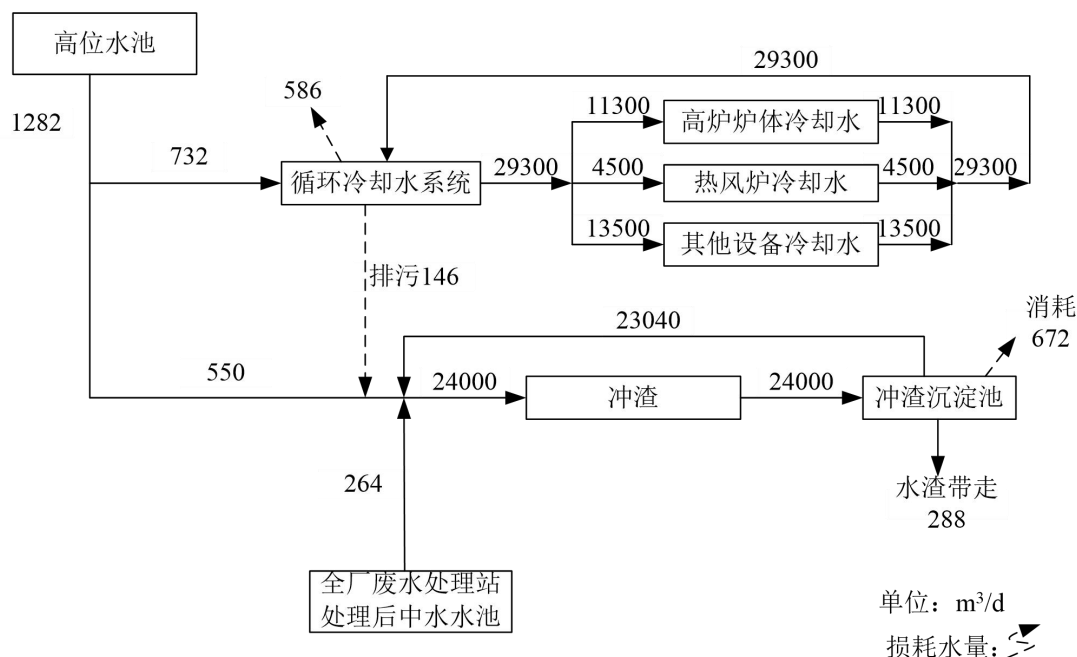 高位水池
1282
29300
586
11300
高炉炉体冷却水
11300
732
循环冷却水系统
29300
4500
热风炉冷却水
4500
29300
13500
其他设备冷却水
13500
排污146
23040
消耗
672
550
24000
冲渣
24000
冲渣沉淀池
264
水渣带走
288
全厂废水处理站
处理后中水水池
单位：m³/d
损耗水量：